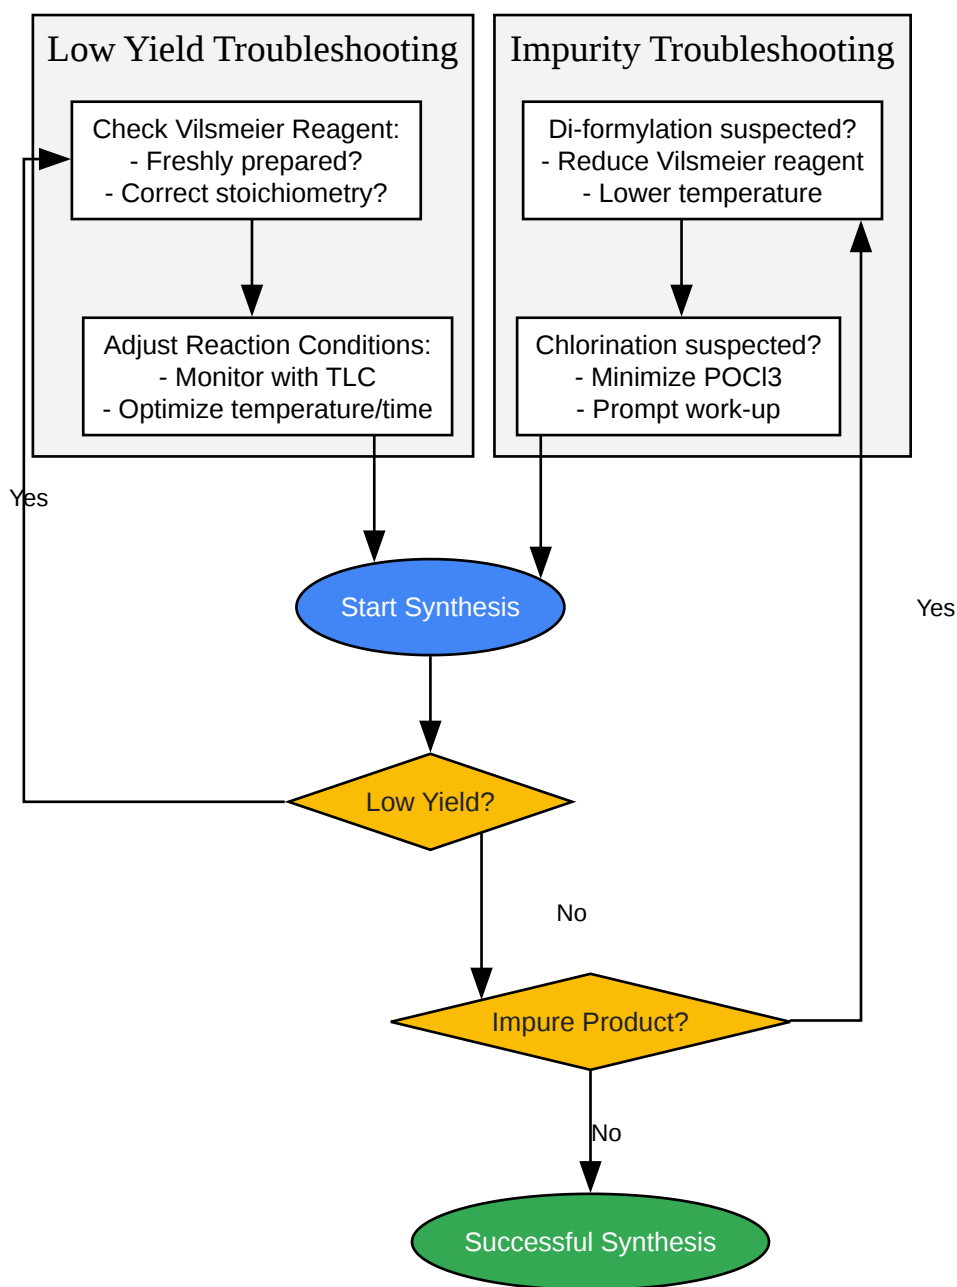 Low Yield Troubleshooting
Check Vilsmeier Reagent:
- Freshly prepared?
- Correct stoichiometry?
Adjust Reaction Conditions:
- Monitor with TLC
- Optimize temperature/time
Impurity Troubleshooting
Di-formylation suspected?
- Reduce Vilsmeier reagent
- Lower temperature
Chlorination suspected?
- Minimize POCl3
- Prompt work-up
Yes
Start Synthesis
Yes
Low Yield?
No
Impure Product?
No
Successful Synthesis